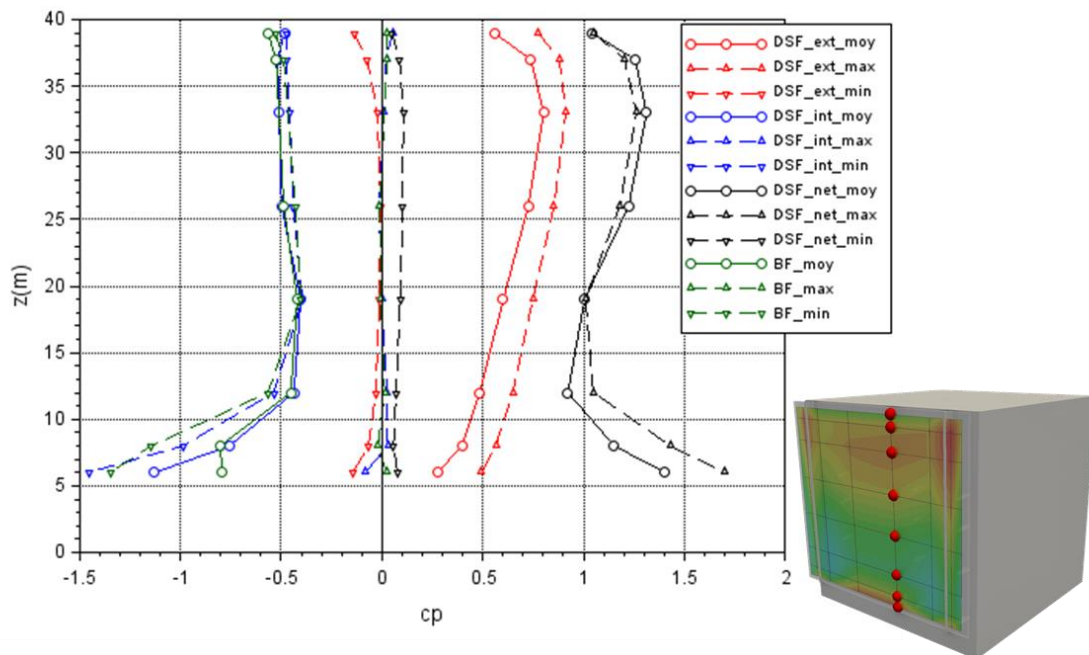 40
35
30
25
20
15
10
5
0
z(m)
-1.5 -1 -0.5 0 0.5 1 1.5 2
cp
DSF_ext_moy
DSF_ext_max
DSF_ext_min
DSF_int_moy
DSF_int_max
DSF_int_min
DSF_net_moy
DSF_net_max
DSF_net_min
BF_moy
BF_max
BF_min